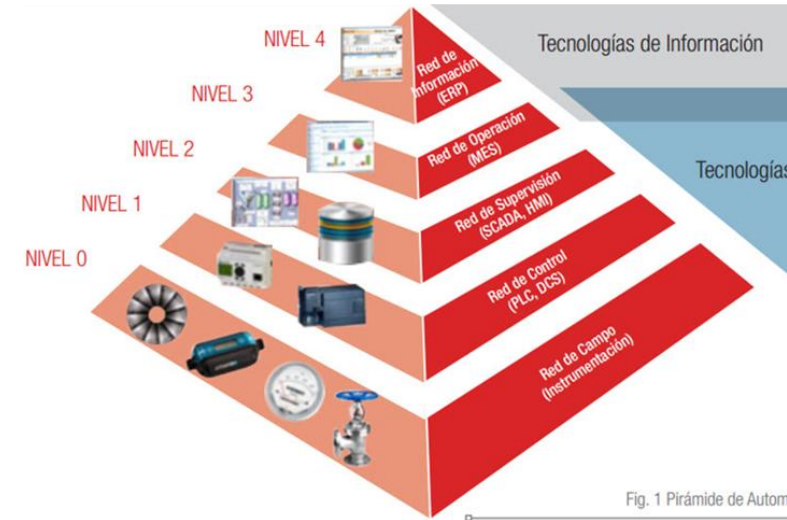 NIVEL 4
Red de
Información
(ERP)
Tecnologías de Información
NIVEL 3
Red de Operación
(MES)
NIVEL 2
Red de Supervisión
(SCADA, HMI)
Tecnologías
NIVEL 1
Red de Control
(PLC, DCS)
NIVEL 0
Red de Campo
(Instrumentación)
Fig. 1 Pirámide de Autom